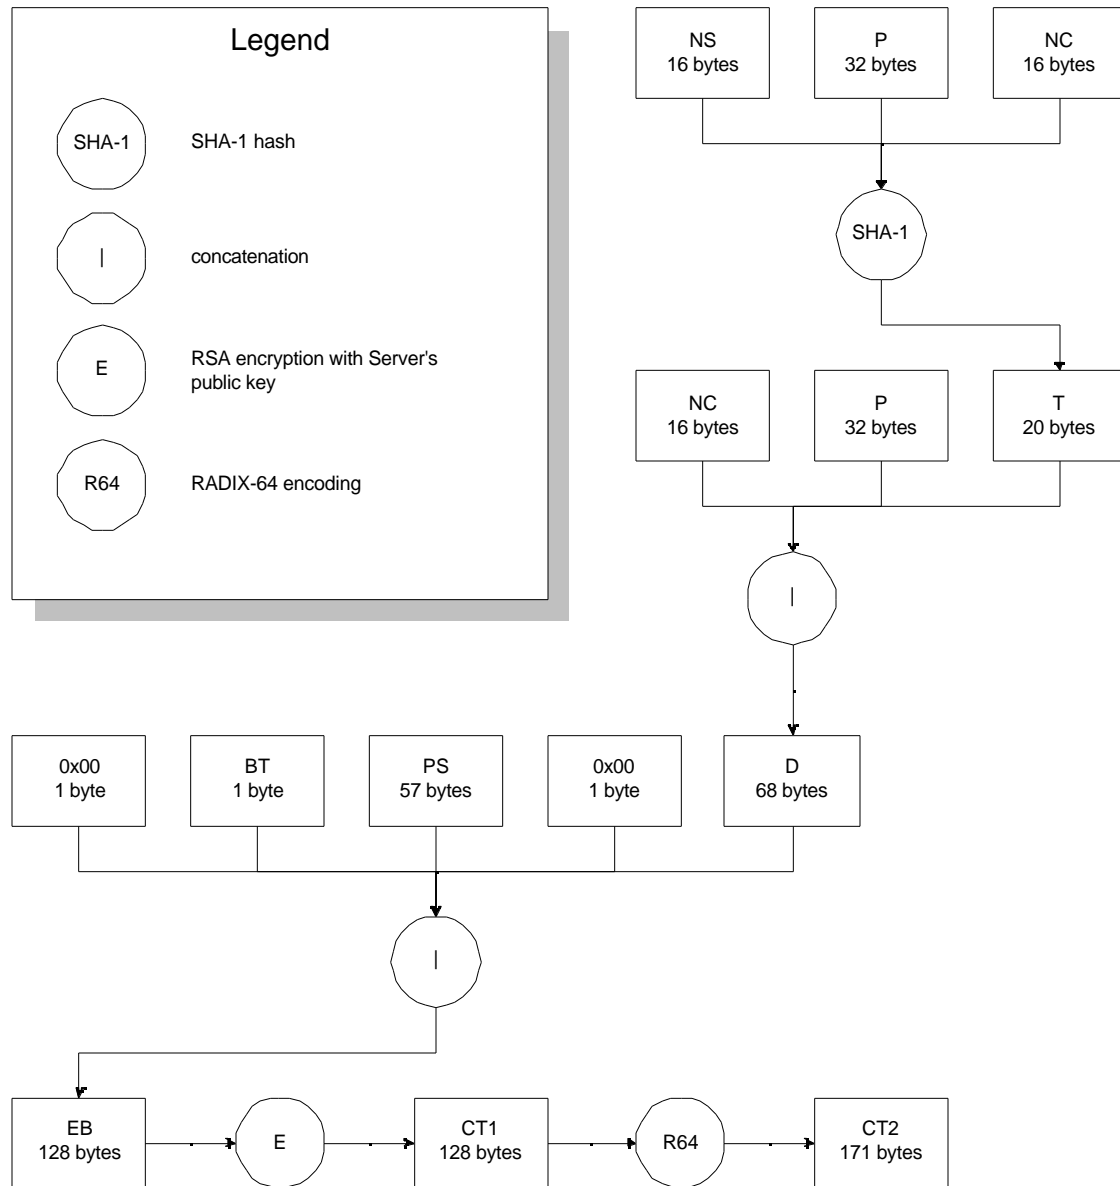 Legend
SHA-1
SHA-1 hash
|
concatenation
E
RSA encryption with Server's
public key
R64
RADIX-64 encoding
NS
16 bytes
P
32 bytes
NC
16 bytes
SHA-1
NC
16 bytes
P
32 bytes
T
20 bytes
|
0x00
1 byte
BT
1 byte
PS
57 bytes
0x00
1 byte
D
68 bytes
|
EB
128 bytes
E
CT1
128 bytes
R64
CT2
171 bytes